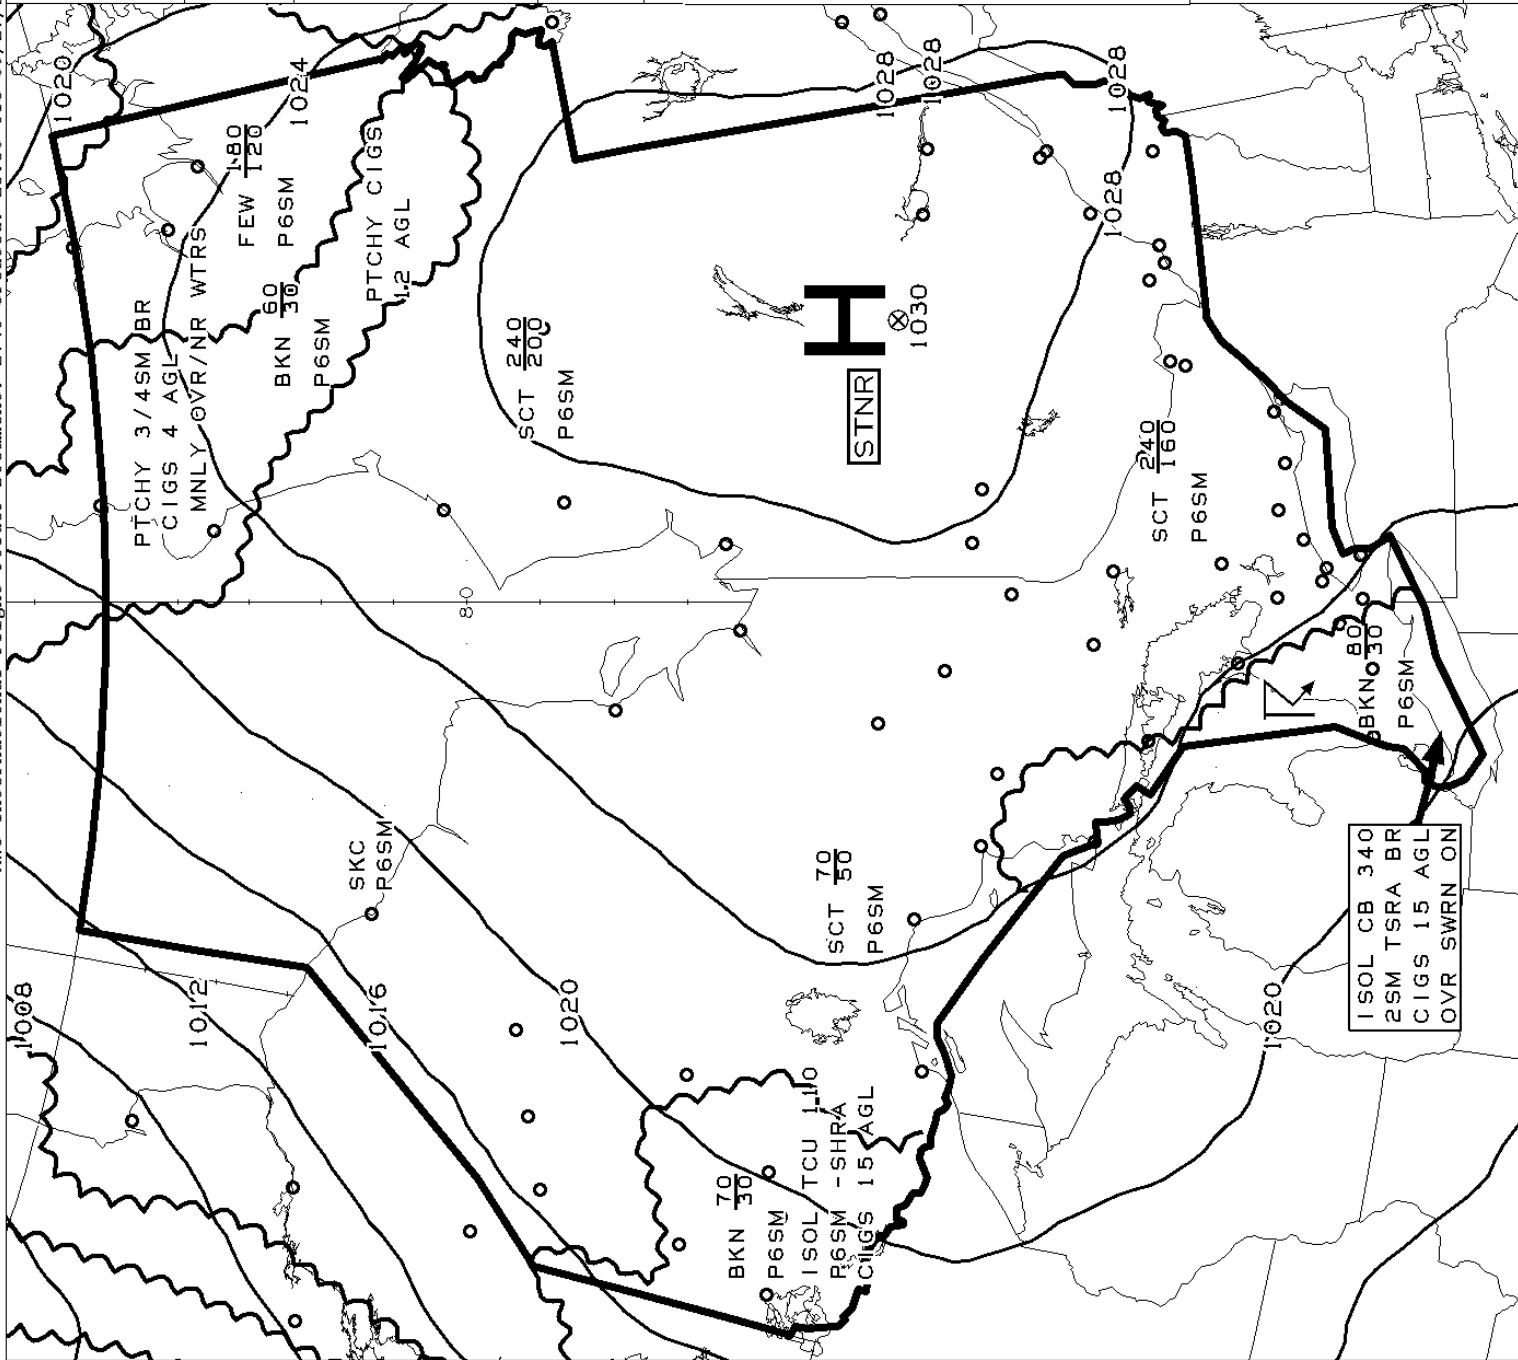 1020
1024
1028
1028
1028
1028
180
FEW 120
P6SM
PTCHY CIGS
1.2 AGL
60
BKN 30
P6SM
PTCHY 3/4SM BR
CIGS 4 AGL
MNLY OVR/NR WTRS
240
SCT 200
P6SM
H
1030
STNR
240
SCT 160
P6SM
80
80
BKN 30
P6SM
SKC
P6SM
70
SCT 50
P6SM
1008
1012
1016
1020
1020
70
BKN 30
P6SM
ISOL TCU 110
P6SM -SHRA
CIGS 15 AGL
ISOL CB 340
2SM TSRA BR
CIGS 15 AGL
OVR SWRN ON